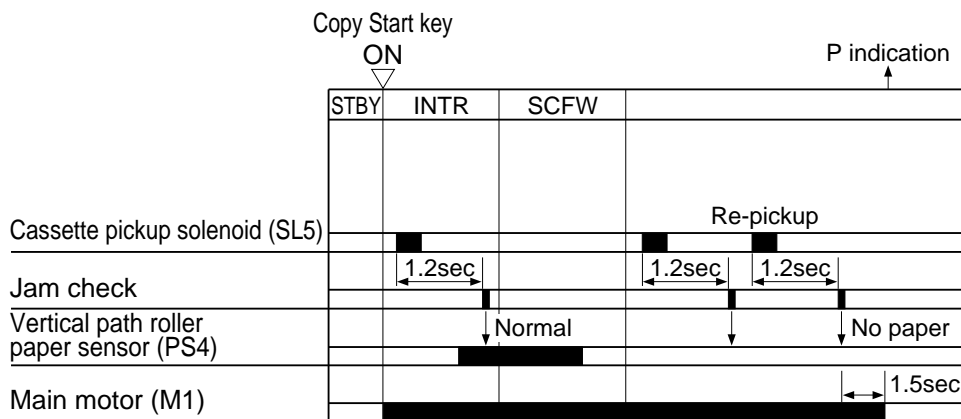 Copy Start key
ON
P indication
STBY INTR SCFW
Cassette pickup solenoid (SL5)
Re-pickup
1.2sec 1.2sec 1.2sec
Jam check
Vertical path roller
paper sensor (PS4)
Normal
No paper
1.5sec
Main motor (M1)